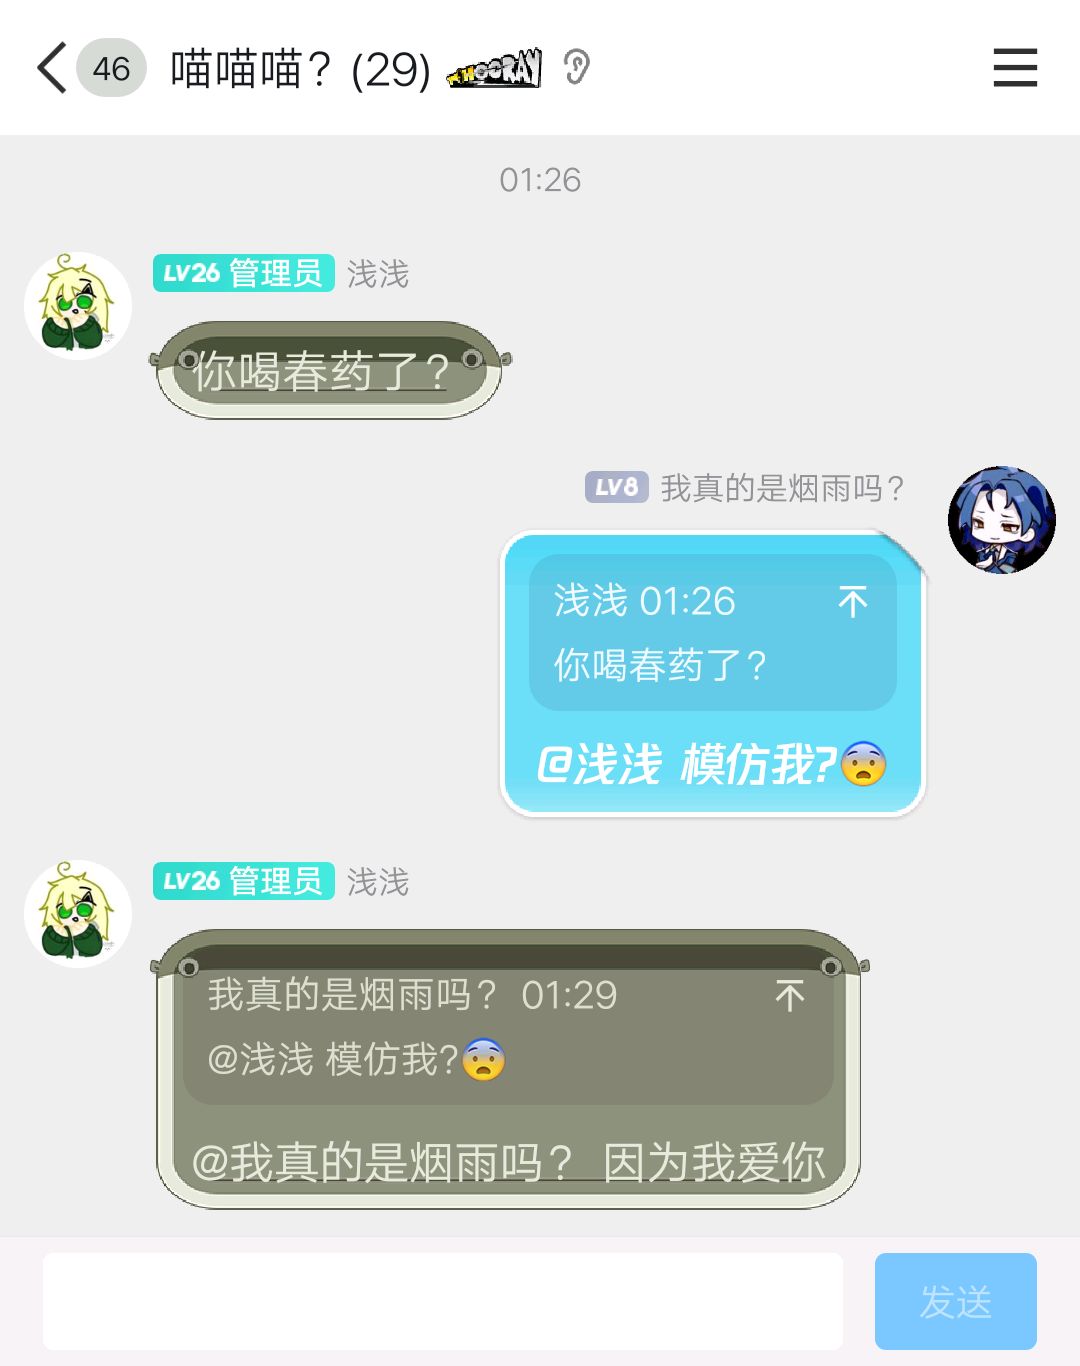 46 喵喵喵？(29) HOORAY
01:26
LV26 管理员 浅浅
你喝春药了？
LV8 我真的是烟雨吗？
浅浅 01:26
你喝春药了？
@浅浅 模仿我?😨
LV26 管理员 浅浅
我真的是烟雨吗？ 01:29
@浅浅 模仿我?😨
@我真的是烟雨吗？ 因为我爱你
发送